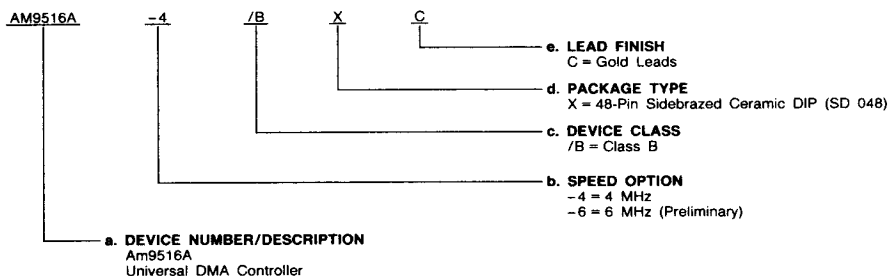 AM9516A -4 /B X C
e. LEAD FINISH
C = Gold Leads
d. PACKAGE TYPE
X = 48-Pin Sidebrazed Ceramic DIP (SD 048)
c. DEVICE CLASS
/B = Class B
b. SPEED OPTION
-4 = 4 MHz
-6 = 6 MHz (Preliminary)
a. DEVICE NUMBER/DESCRIPTION
Am9516A
Universal DMA Controller